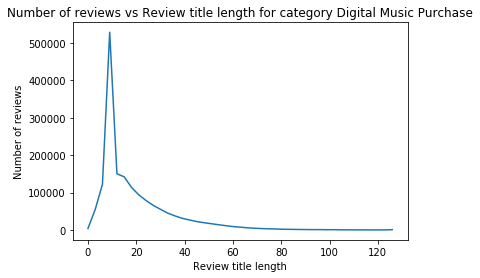 Number of reviews vs Review title length for category Digital Music Purchase
500000
400000
300000
200000
100000
0
Number of reviews
0 20 40 60 80 100 120
Review title length